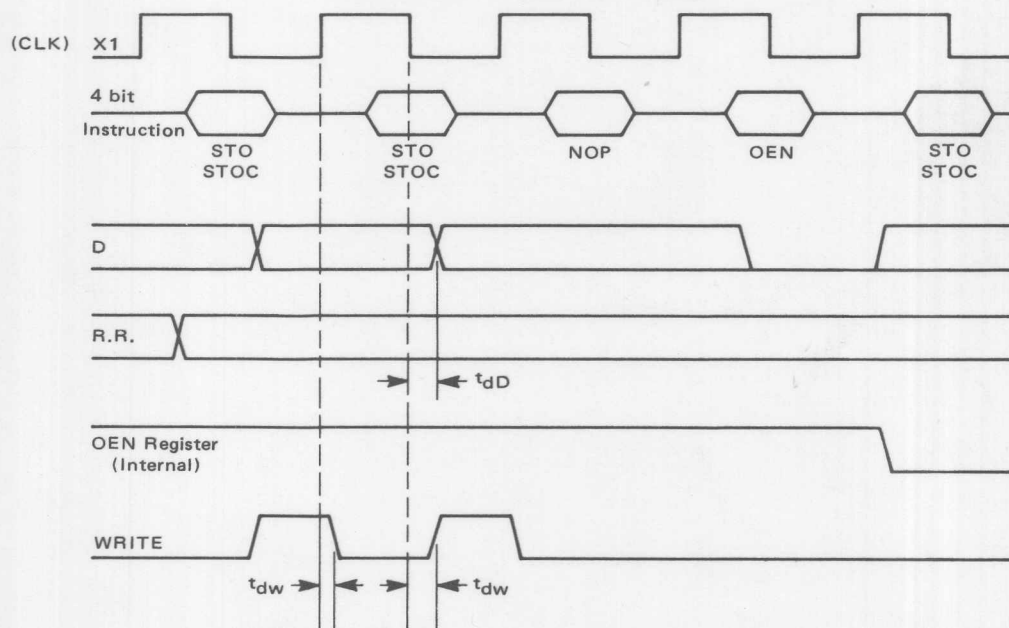 (CLK) X1
4 bit
Instruction
STO
STOC
STO
STOC
NOP
OEN
STO
STOC
D
R.R.
tdD
OEN Register
(Internal)
WRITE
tdw
tdw